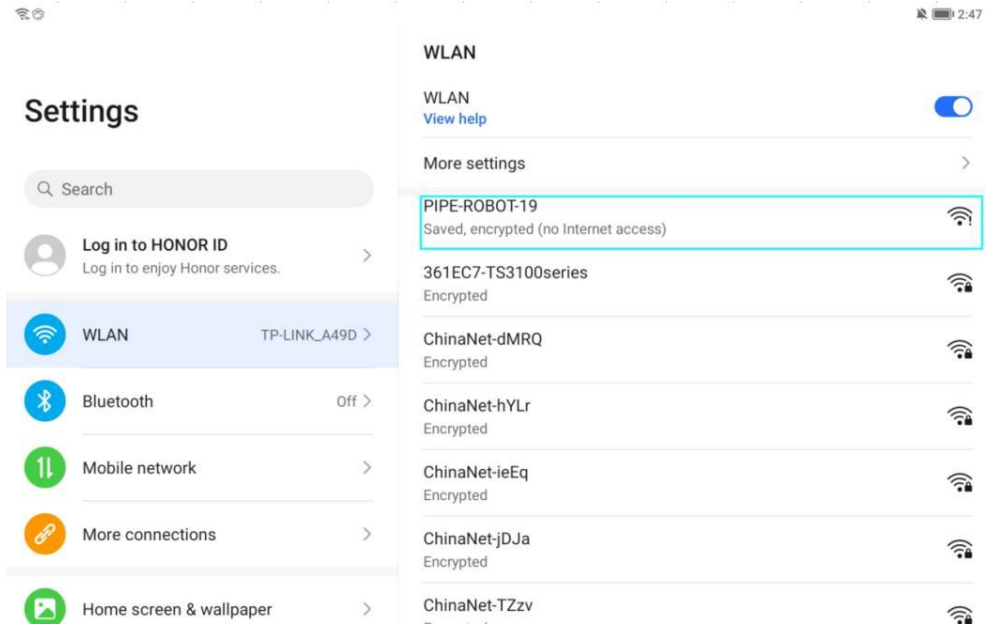 2:47
Settings
Search
Log in to HONOR ID
Log in to enjoy Honor services.
WLAN TP-LINK_A49D
Bluetooth Off
Mobile network
More connections
Home screen & wallpaper
WLAN
WLAN
View help
More settings
PIPE-ROBOT-19
Saved, encrypted (no Internet access)
361EC7-TS3100series
Encrypted
ChinaNet-dMRQ
Encrypted
ChinaNet-hYLr
Encrypted
ChinaNet-ieEq
Encrypted
ChinaNet-jDJa
Encrypted
ChinaNet-TZzv